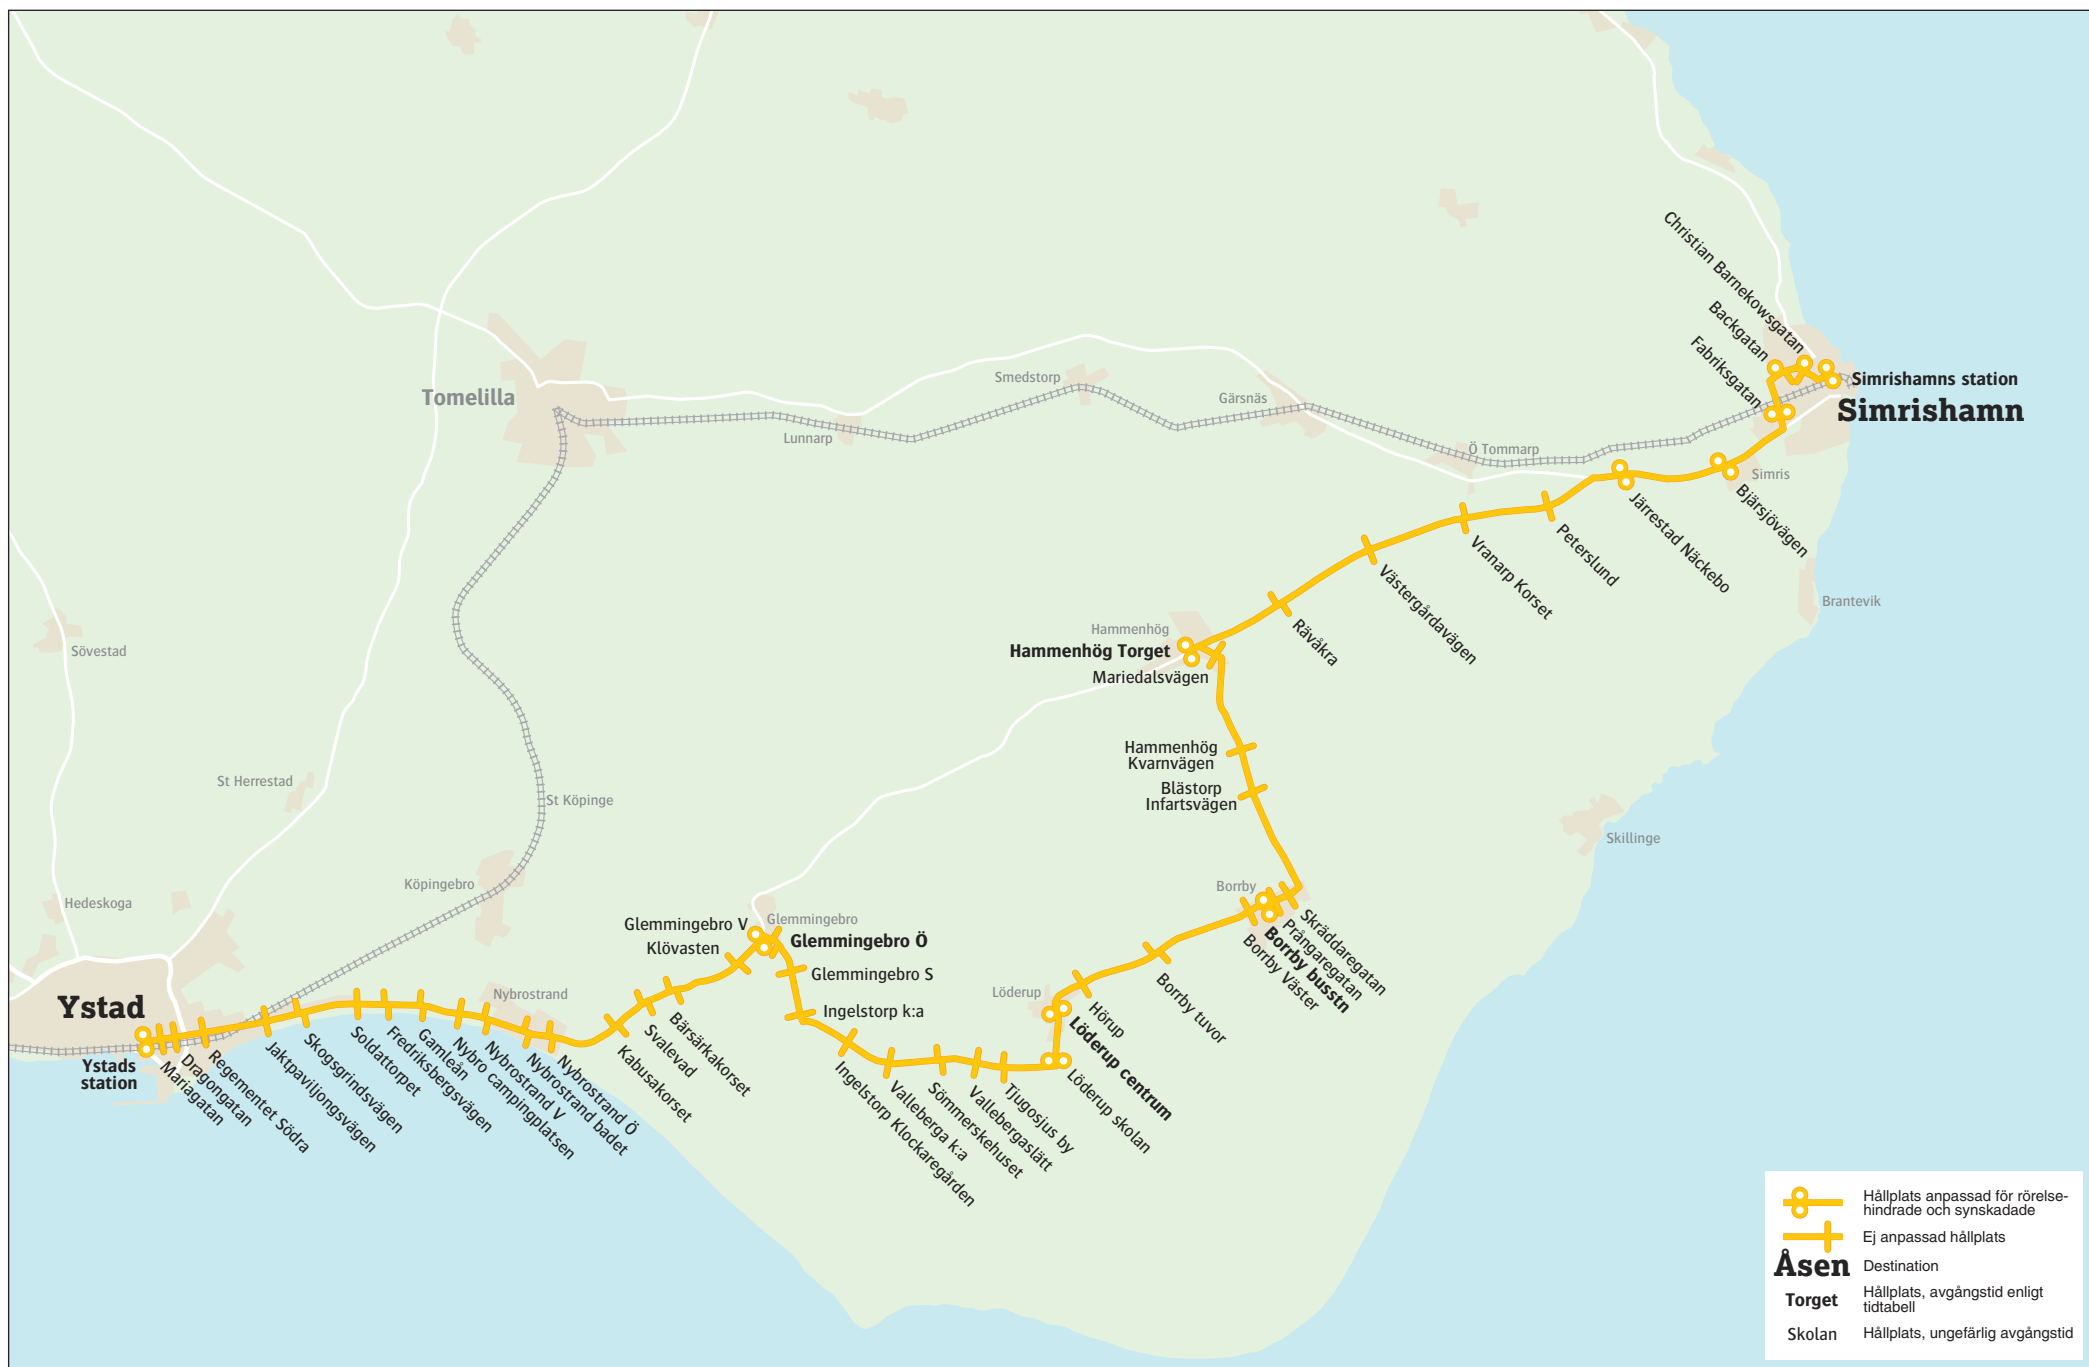 Christian Barnekowsgatan
Backgatan
Fabriksgatan
Simrishamns station
Simrishamn
Tomelilla
Smedstorp
Gärsnäs
Lunnarp
Ö Tommarp
Simris
Bjärsjövägen
Järrestad Näckebo
Peterslund
Vranarp Korset
Västergårdavägen
Rävåkra
Brantevik
Hammenhög
Hammenhög Torget
Mariedalsvägen
Sövestad
Hammenhög
Kvarnvägen
Blästorp
Infartsvägen
St Herrestad
St Köpinge
Skillinge
Köpingebro
Hedeskoga
Borrby
Skräddaregatan
Prångaregatan
Borrby busstn
Borrby Väster
Borrby tuvor
Glemmingebro V
Klövasten
Glemmingebro
Glemmingebro Ö
Glemmingebro S
Ingelstorp k:a
Löderup
Hörup
Löderup centrum
Löderup skolan
Nybrostrand
Ystad
Ystads
station
Mariagatan
Dragongatan
Regementet Södra
Jaktpaviljongsvägen
Skogsgrindsvägen
Soldattorpet
Fredriksbergsvägen
Gamleån
Nybro campingplatsen
Nybrostrand V
Nybrostrand badet
Nybrostrand Ö
Kabusakorset
Svalevad
Bärsärkakorset
Ingelstorp Klockaregården
Valleberga k:a
Sömmerskehuset
Vallebergaslätt
Tjugosjus by
Hållplats anpassad för rörelse-
hindrade och synskadade
Ej anpassad hållplats
Åsen Destination
Torget Hållplats, avgångstid enligt
tidtabell
Skolan Hållplats, ungefärlig avgångstid